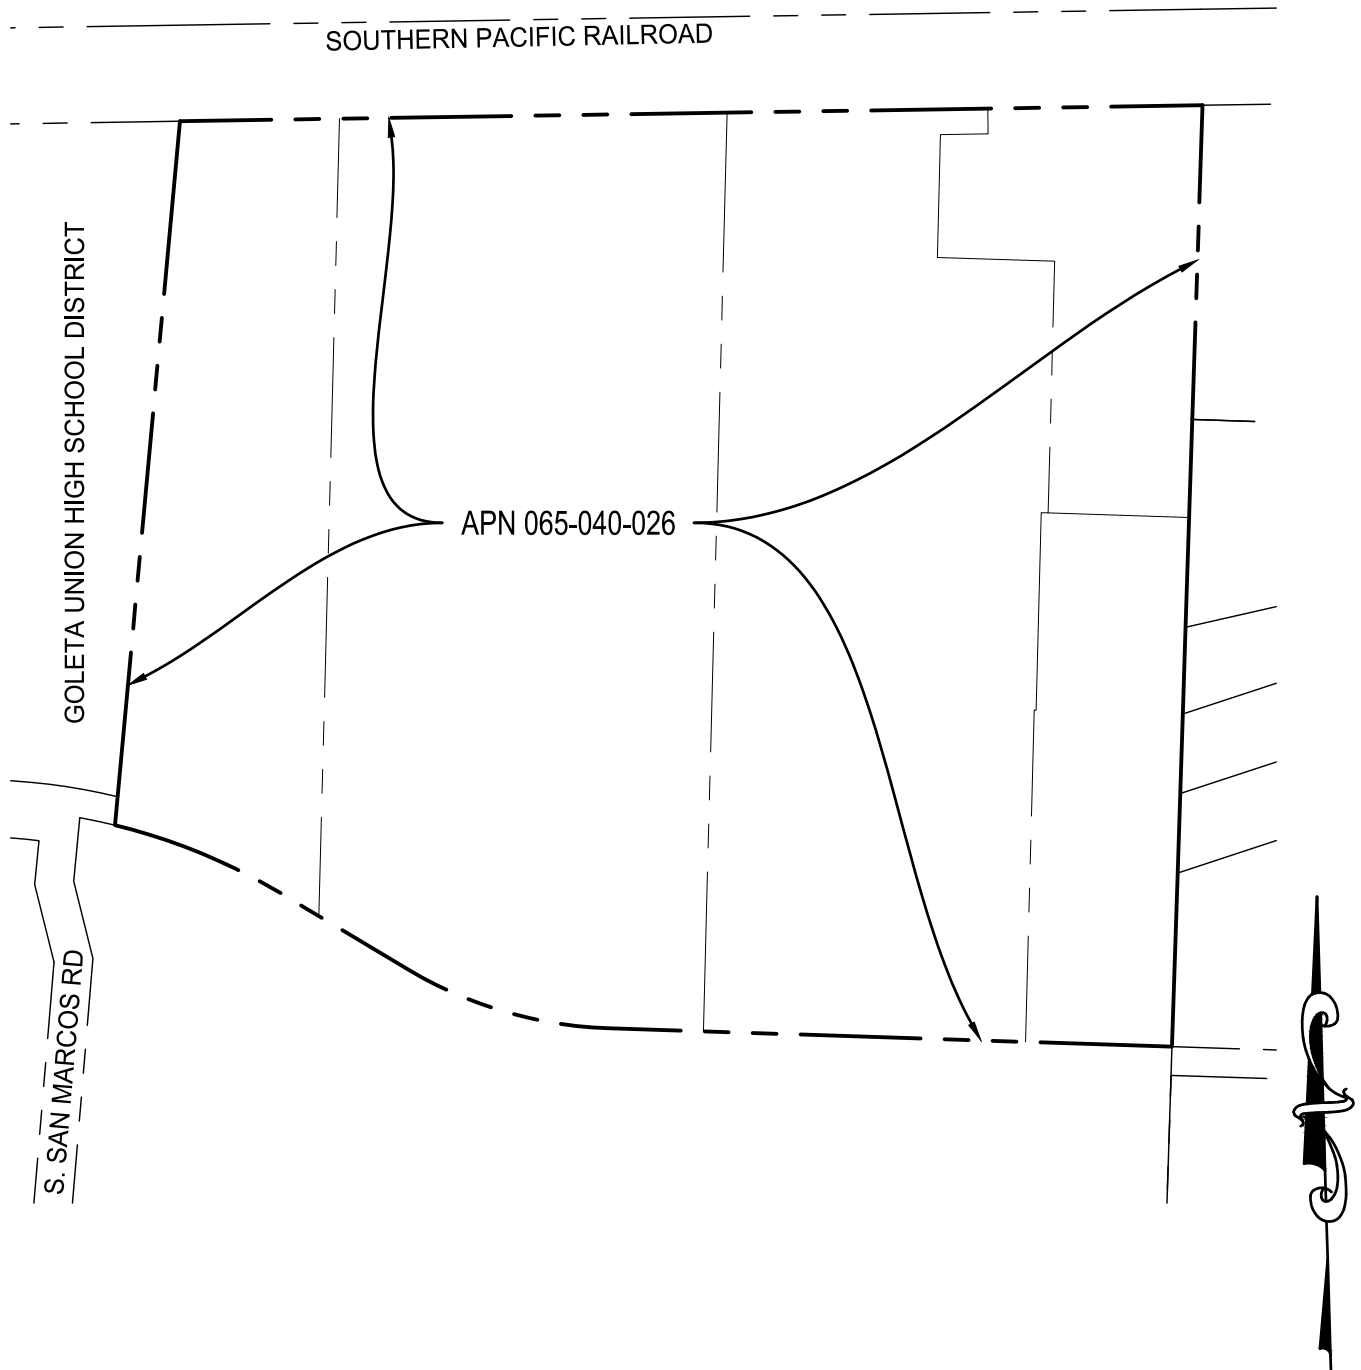 SOUTHERN PACIFIC RAILROAD
GOLETA UNION HIGH SCHOOL DISTRICT
APN 065-040-026
S. SAN MARCOS RD